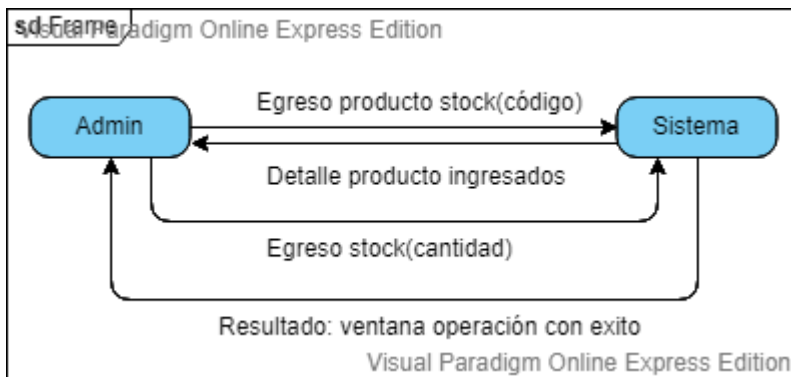 sd Frame
Visual Paradigm Online Express Edition
Egreso producto stock(código)
Admin
Sistema
Detalle producto ingresados
Egreso stock(cantidad)
Resultado: ventana operación con exito
Visual Paradigm Online Express Edition